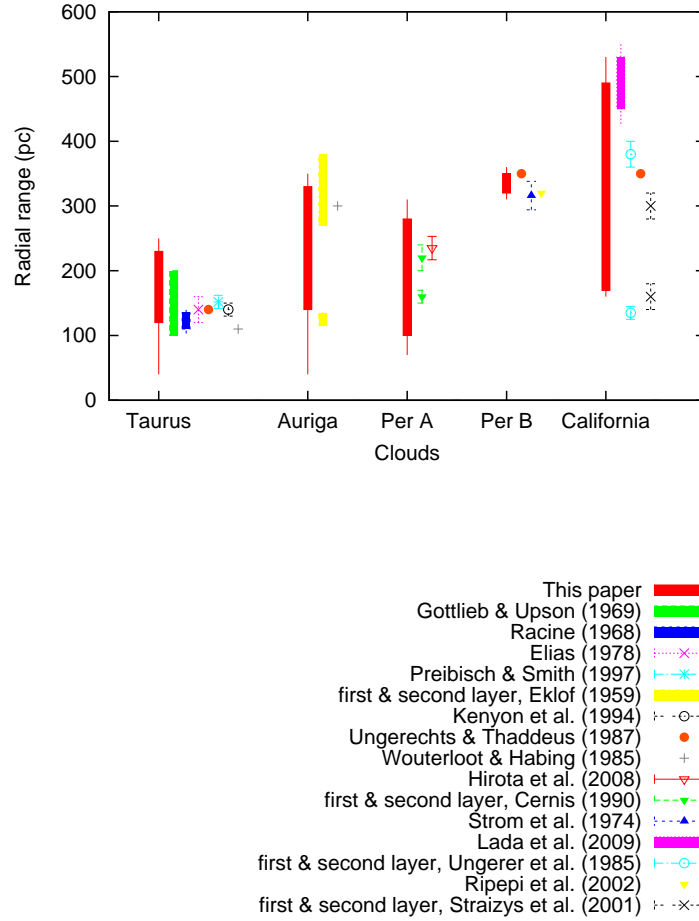 600
500
400
300
200
100
0
Radial range (pc)
Taurus Auriga Per A Per B California
Clouds
This paper
Gottlieb & Upson (1969)
Racine (1968)
Elias (1978)
Preibisch & Smith (1997)
first & second layer, Eklof (1959)
Kenyon et al. (1994)
Ungerechts & Thaddeus (1987)
Wouterloot & Habing (1985)
Hirota et al. (2008)
first & second layer, Cernis (1990)
Strom et al. (1974)
Lada et al. (2009)
first & second layer, Ungerer et al. (1985)
Ripepi et al. (2002)
first & second layer, Straizys et al. (2001)